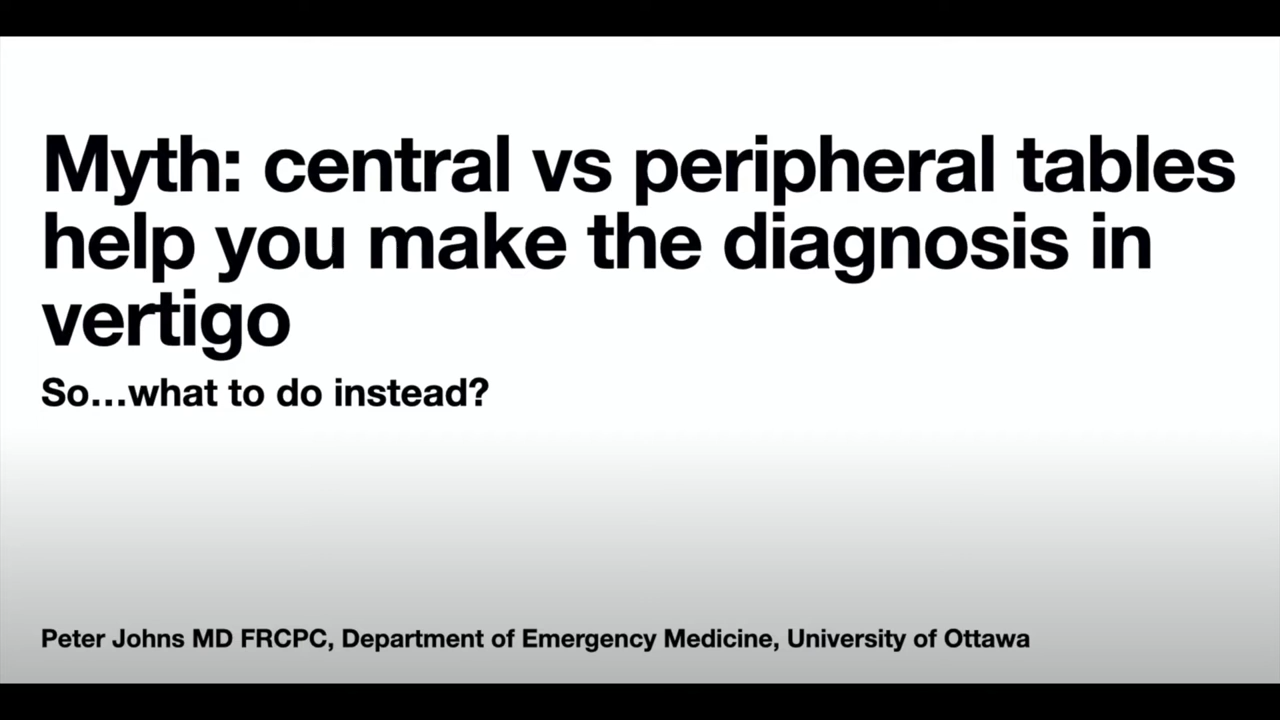 Myth: central vs peripheral tables
help you make the diagnosis in
vertigo
So...what to do instead?
Peter Johns MD FRCPC, Department of Emergency Medicine, University of Ottawa